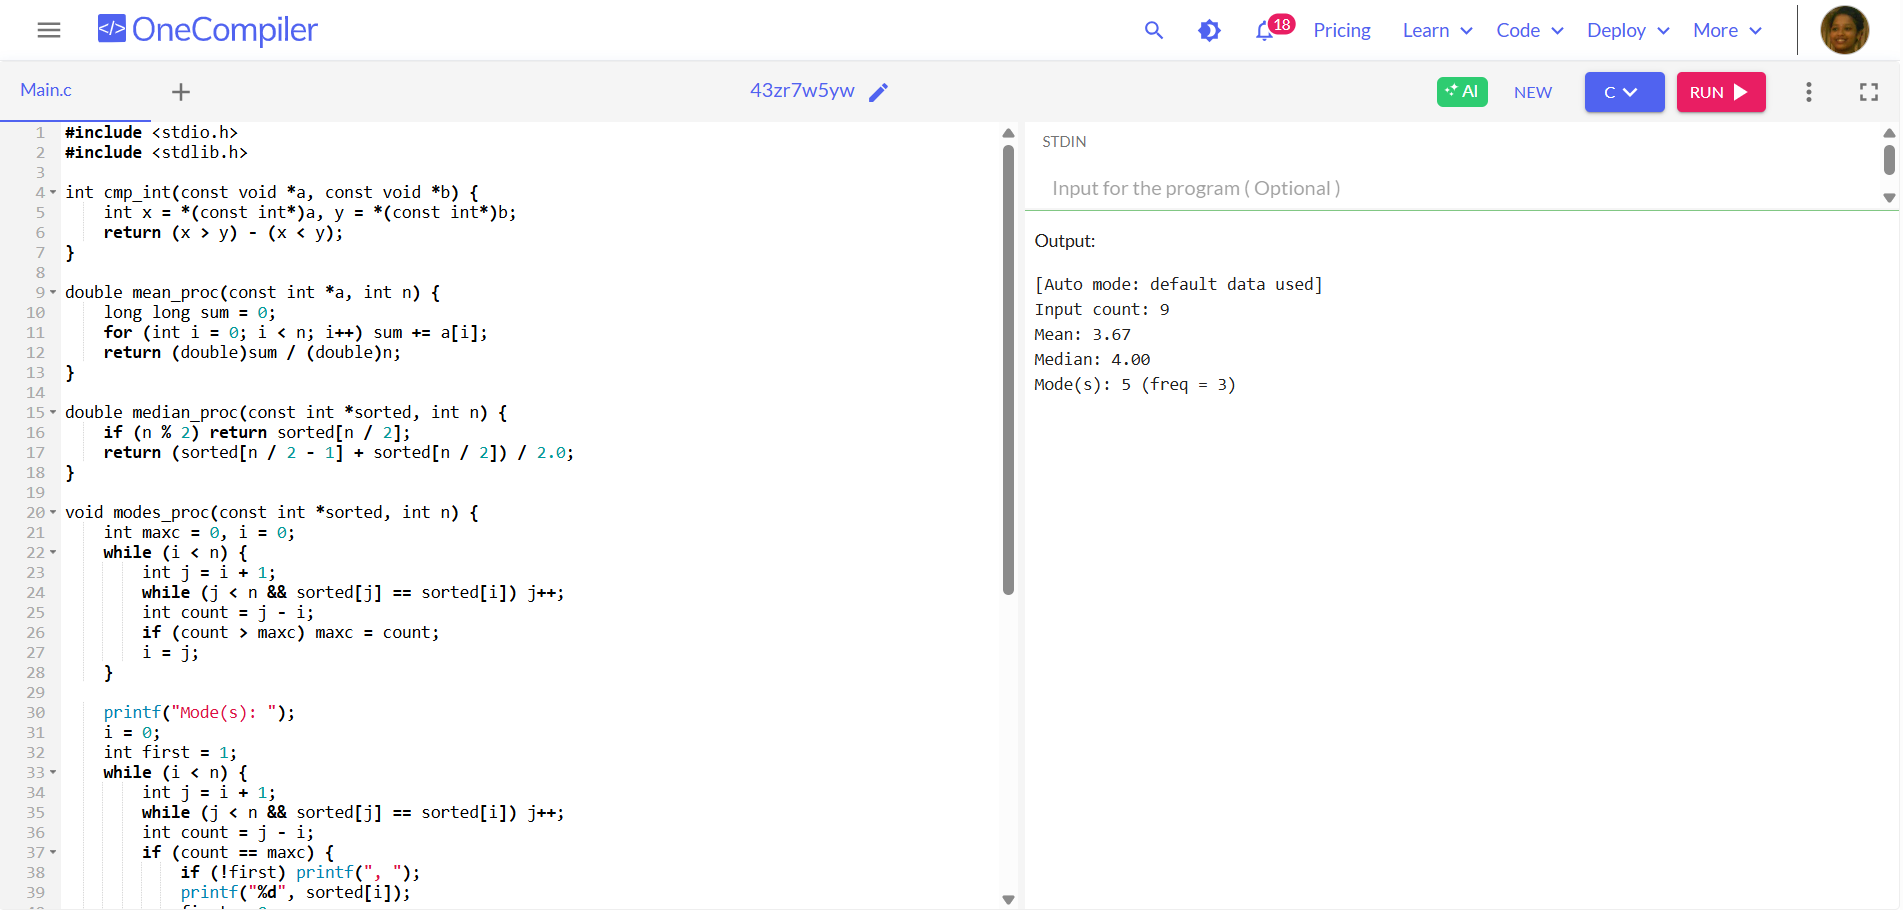 </> OneCompiler
18
Pricing
Learn
Code
Deploy
More
Main.c
+
43zr7w5yw
AI
NEW
C
RUN
1 #include <stdio.h>
2 #include <stdlib.h>
3
4 int cmp_int(const void *a, const void *b) {
5     int x = *(const int*)a, y = *(const int*)b;
6     return (x > y) - (x < y);
7 }
8
9 double mean_proc(const int *a, int n) {
10     long long sum = 0;
11     for (int i = 0; i < n; i++) sum += a[i];
12     return (double)sum / (double)n;
13 }
14
15 double median_proc(const int *sorted, int n) {
16     if (n % 2) return sorted[n / 2];
17     return (sorted[n / 2 - 1] + sorted[n / 2]) / 2.0;
18 }
19
20 void modes_proc(const int *sorted, int n) {
21     int maxc = 0, i = 0;
22     while (i < n) {
23         int j = i + 1;
24         while (j < n && sorted[j] == sorted[i]) j++;
25         int count = j - i;
26         if (count > maxc) maxc = count;
27         i = j;
28     }
29
30     printf("Mode(s): ");
31     i = 0;
32     int first = 1;
33     while (i < n) {
34         int j = i + 1;
35         while (j < n && sorted[j] == sorted[i]) j++;
36         int count = j - i;
37         if (count == maxc) {
38             if (!first) printf(", ");
39             printf("%d", sorted[i]);
STDIN
Input for the program ( Optional )
Output:
[Auto mode: default data used]
Input count: 9
Mean: 3.67
Median: 4.00
Mode(s): 5 (freq = 3)